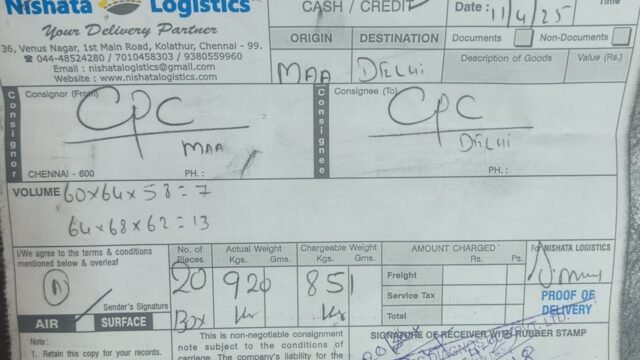 Nishata Logistics
Your Delivery Partner
36, Venus Nagar, 1st Main Road, Kolathur, Chennai - 99.
☎ 044-48524280 / 7010458303 / 9380559960
Email : nishatalogistics@gmail.com
Website : www.nishatalogistics.com
CASH / CREDIT
Date : 11/4/25
ORIGIN DESTINATION
MAA DELHI
Documents Non-Documents
Description of Goods Value (Rs.)
Consignor
Consignor (From)
CPC
MAA
CHENNAI - 600 PH. :
Consignee
Consignee (To)
CPC
DELHI
PH. :
VOLUME 60x64x58 = 7
64x68x62 = 13
I/We agree to the terms & conditions
mentioned below & overleaf
Sender's Signature
AIR SURFACE
No. of Pieces
20
BOX
Actual Weight
Kgs. Gms.
920
Chargeable Weight
Kgs. Gms.
851
AMOUNT CHARGED
Rs. Ps.
Freight
Service Tax
Total
For NISHATA LOGISTICS
PROOF OF
DELIVERY
Note:
1. Retain this copy for your records.
This is non-negotiable consignment
note subject to the conditions of
carriage. The company's liability for the
SIGNATURE OF RECEIVER WITH RUBBER STAMP